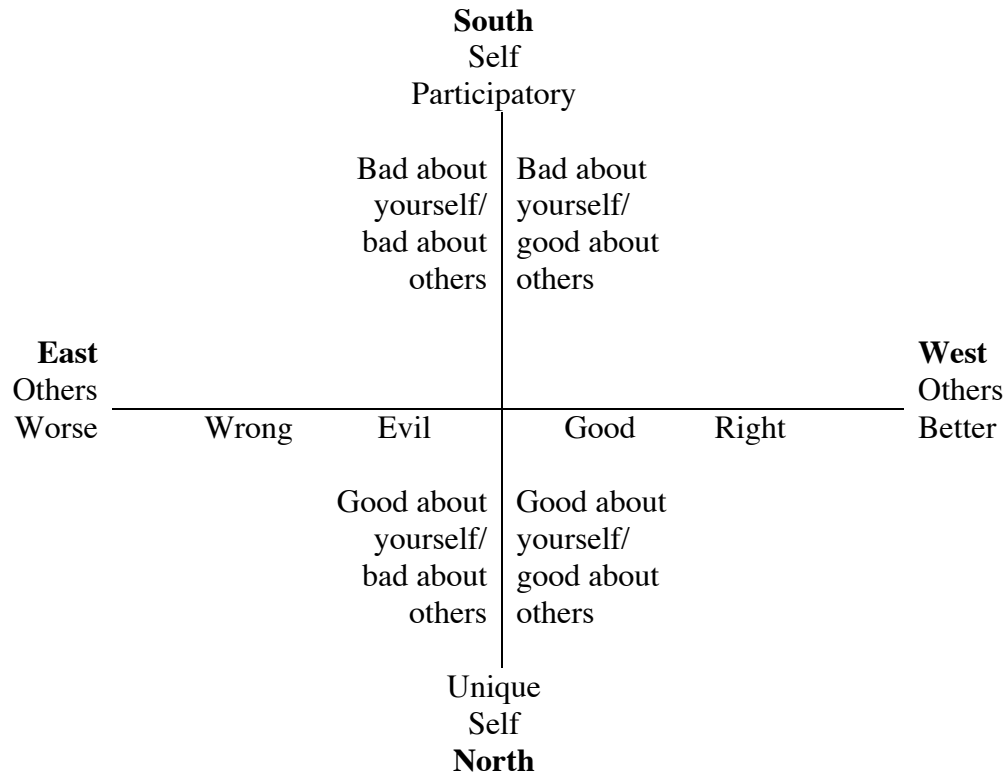 South
Self
Participatory
Bad about
yourself/
bad about
others
Bad about
yourself/
good about
others
East
Others
Worse
West
Others
Better
Wrong Evil Good Right
Good about
yourself/
bad about
others
Good about
yourself/
good about
others
Unique
Self
North